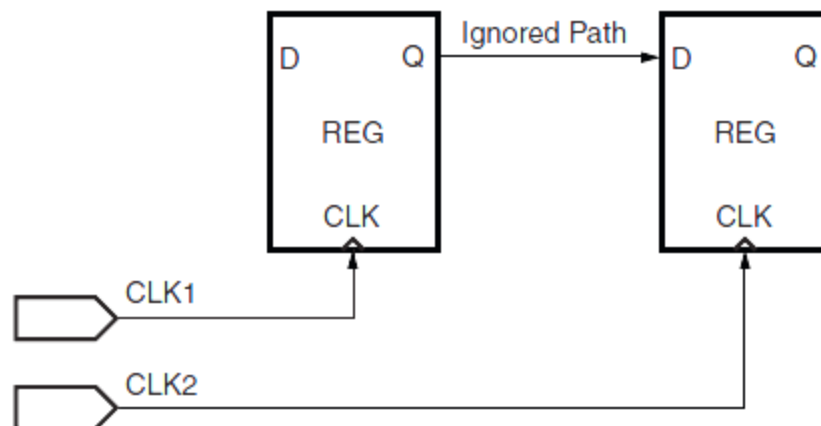 Ignored Path
D Q D Q
REG REG
CLK CLK
CLK1
CLK2